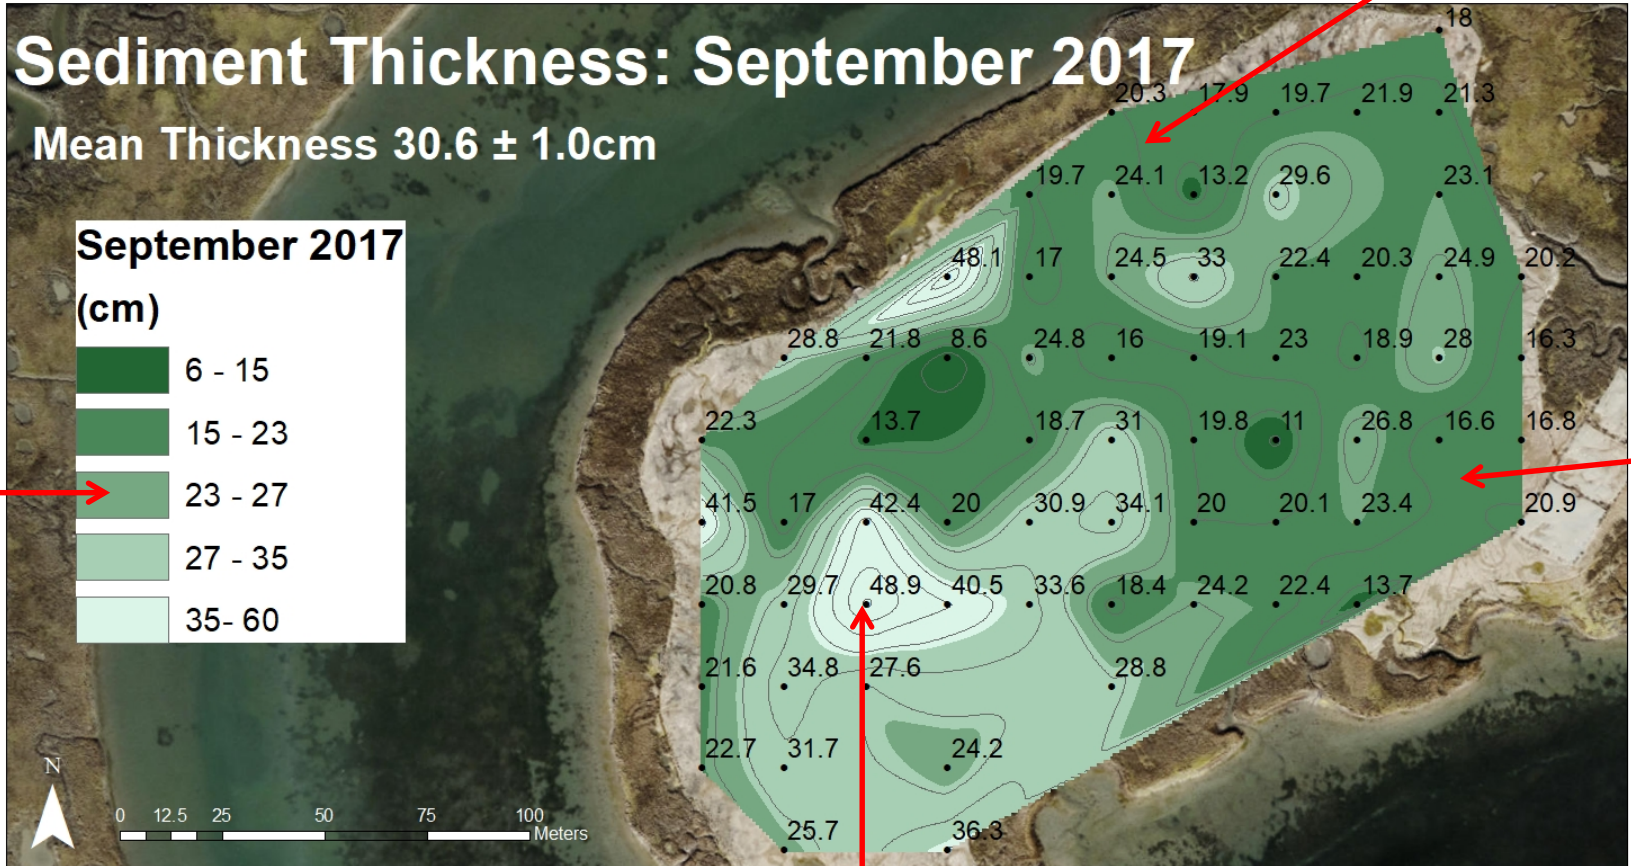 Sediment Thickness: September 2017
Mean Thickness 30.6 ± 1.0cm
September 2017
(cm)
6 - 15
15 - 23
23 - 27
27 - 35
35- 60
18
20.3 17.9 19.7 21.9 21.3
19.7 24.1 13.2 29.6 23.1
48.1 17 24.5 33 22.4 20.3 24.9 20.2
28.8 21.8 8.6 24.8 16 19.1 23 18.9 28 16.3
22.3 13.7 18.7 31 19.8 11 26.8 16.6 16.8
41.5 17 42.4 20 30.9 34.1 20 20.1 23.4 20.9
20.8 29.7 48.9 40.5 33.6 18.4 24.2 22.4 13.7
21.6 34.8 27.6 28.8
22.7 31.7 24.2
25.7 36.3
N
0 12.5 25 50 75 100
Meters